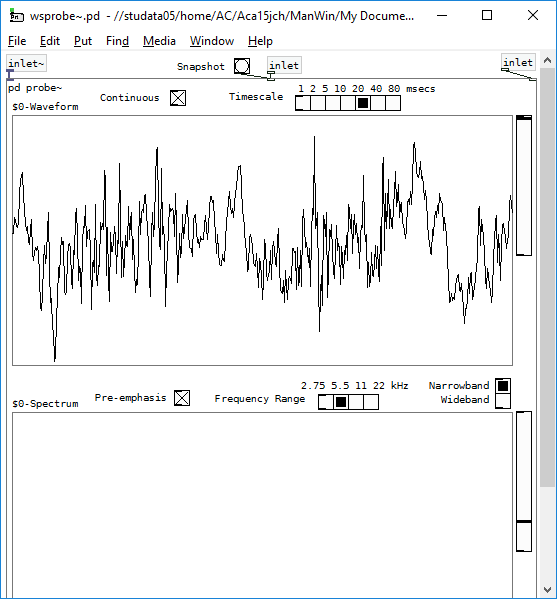 wsprobe~.pd - //studata05/home/AC/Aca15jch/ManWin/My Docume...
File Edit Put Find Media Window Help
inlet~ Snapshot inlet inlet
pd probe~
$0-Waveform Continuous Timescale 1 2 5 10 20 40 80 msecs
2.75 5.5 11 22 kHz
$0-Spectrum Pre-emphasis Frequency Range Narrowband
Wideband